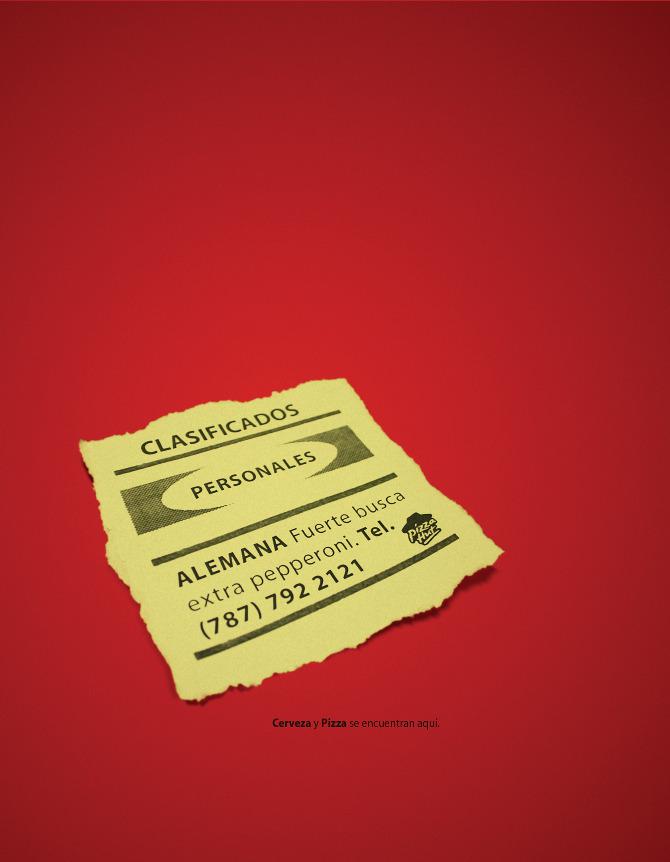 CLASIFICADOS
PERSONALES
ALEMANA Fuerte busca
extra pepperoni. Tel.
(787) 792 2121
Pizza
Hut
Cerveza y Pizza se encuentran aquí.